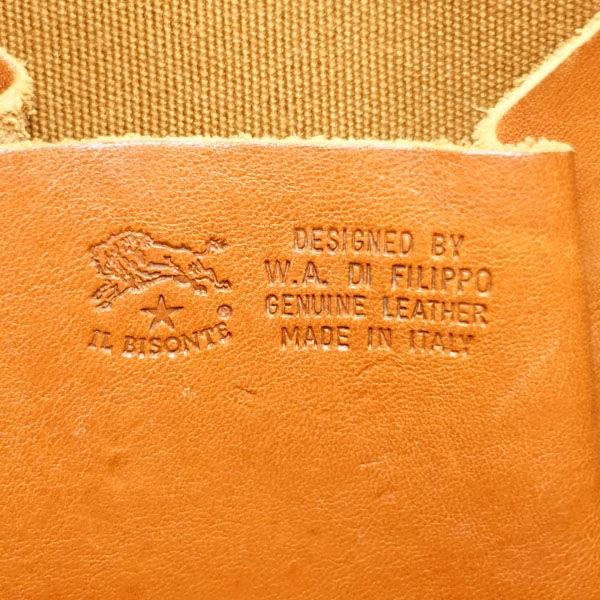 IL BISONTE®
DESIGNED BY
W.A. DI FILIPPO
GENUINE LEATHER
MADE IN ITALY